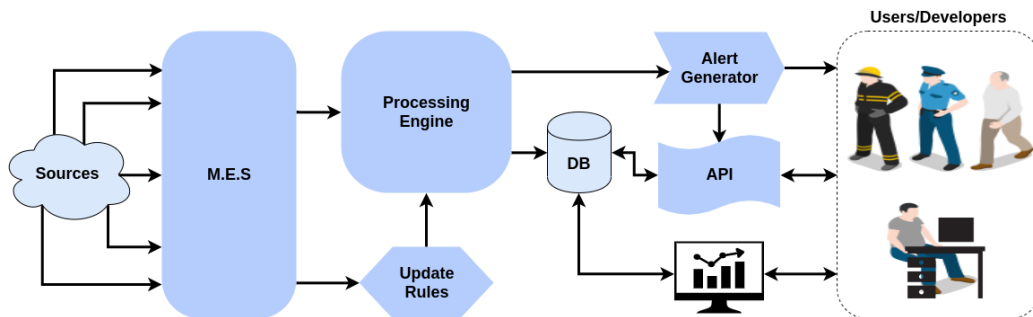 Users/Developers
Alert
Generator
Processing
Engine
DB
Sources
M.E.S
API
Update
Rules